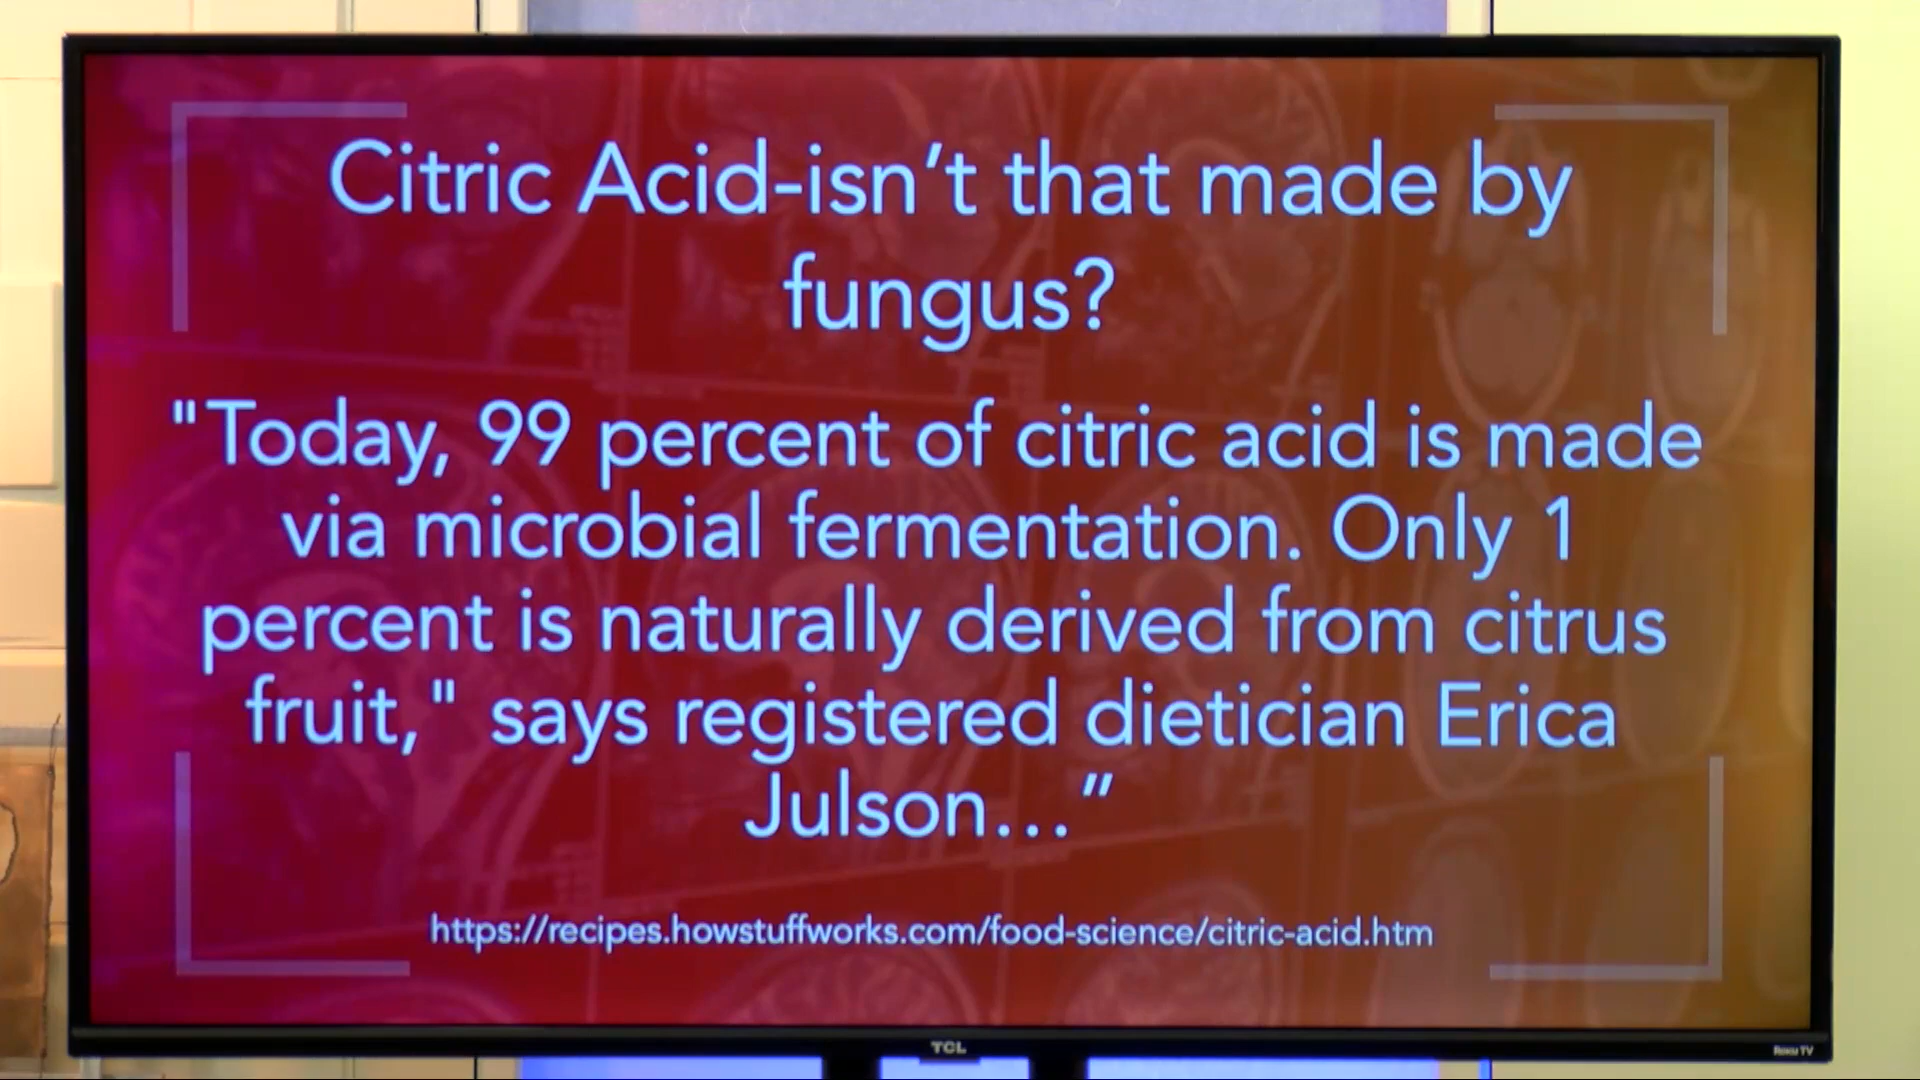 Citric Acid-isn’t that made by
fungus?
"Today, 99 percent of citric acid is made
via microbial fermentation. Only 1
percent is naturally derived from citrus
fruit," says registered dietician Erica
Julson...”
https://recipes.howstuffworks.com/food-science/citric-acid.htm
TCL
Roku TV